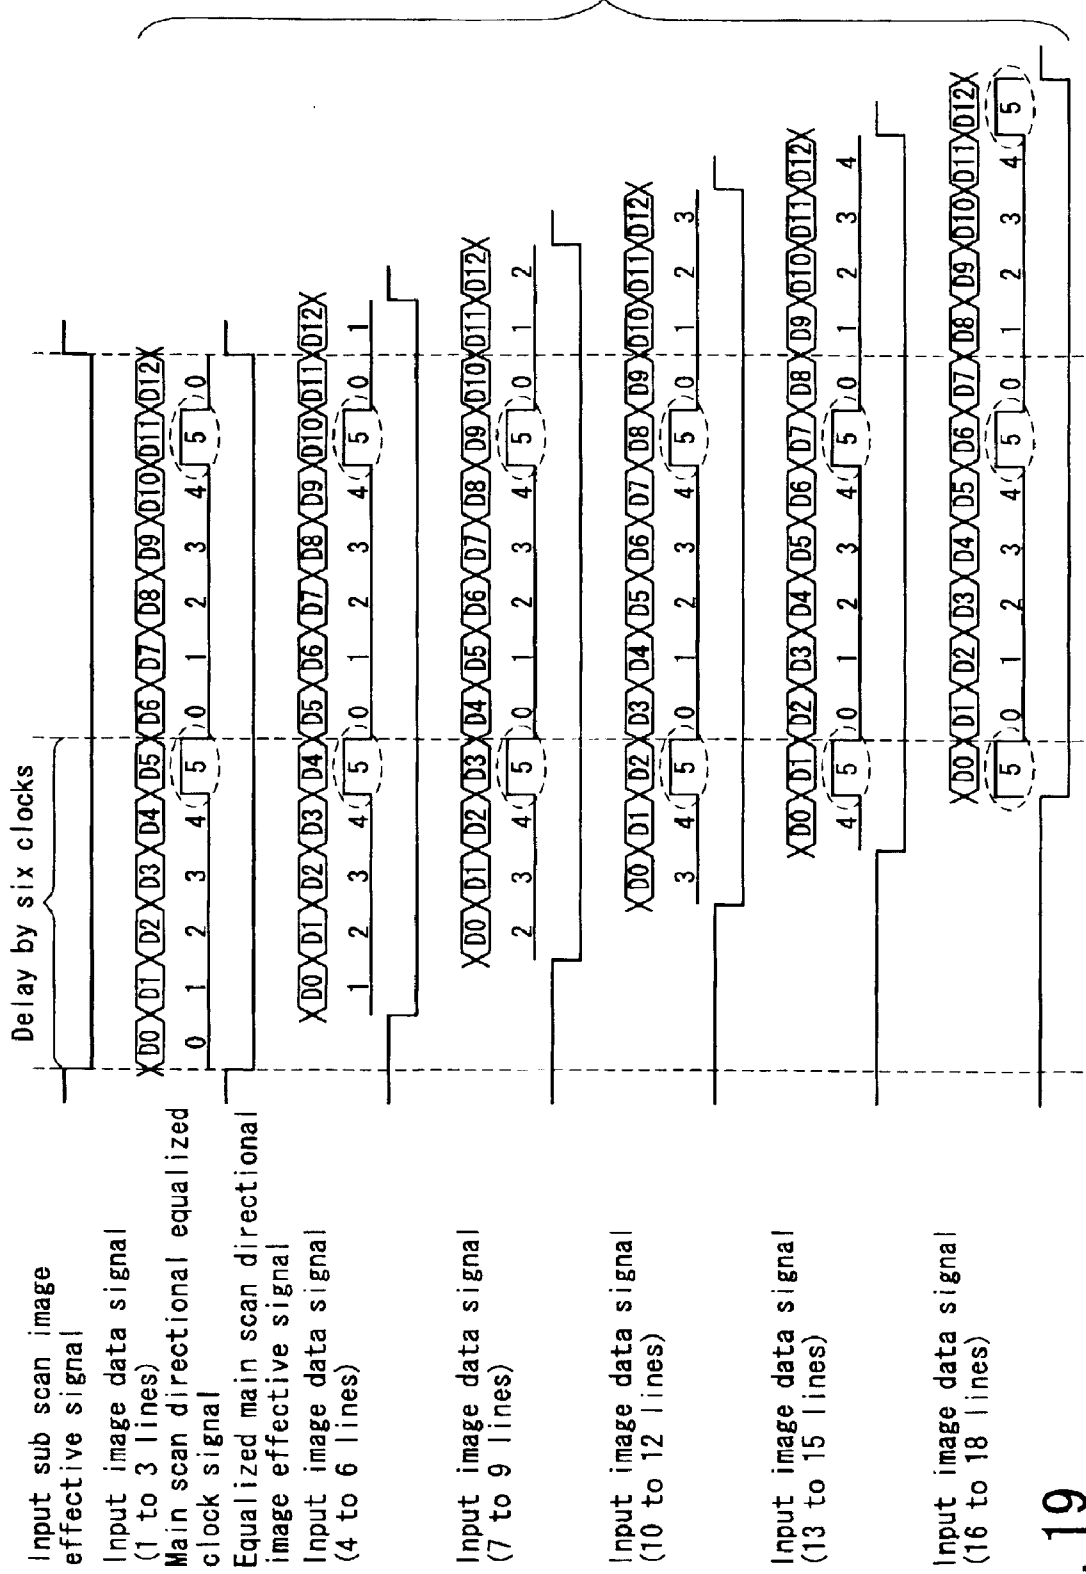 Delay by six clocks
Input sub scan image
effective signal
Input image data signal
(1 to 3 lines)
D0 D1 D2 D3 D4 D5 D6 D7 D8 D9 D10 D11 D12
Main scan directional equalized
clock signal
0 1 2 3 4 5 0 1 2 3 4 5 0
Equalized main scan directional
image effective signal
Input image data signal
(4 to 6 lines)
D0 D1 D2 D3 D4 D5 D6 D7 D8 D9 D10 D11 D12
1 2 3 4 5 0 1 2 3 4 5 0 1
Input image data signal
(7 to 9 lines)
D0 D1 D2 D3 D4 D5 D6 D7 D8 D9 D10 D11 D12
2 3 4 5 0 1 2 3 4 5 0 1 2
Input image data signal
(10 to 12 lines)
D0 D1 D2 D3 D4 D5 D6 D7 D8 D9 D10 D11 D12
3 4 5 0 1 2 3 4 5 0 1 2 3
Input image data signal
(13 to 15 lines)
D0 D1 D2 D3 D4 D5 D6 D7 D8 D9 D10 D11 D12
4 5 0 1 2 3 4 5 0 1 2 3 4
Input image data signal
(16 to 18 lines)
D0 D1 D2 D3 D4 D5 D6 D7 D8 D9 D10 D11 D12
5 0 1 2 3 4 5 0 1 2 3 4 5
. 19